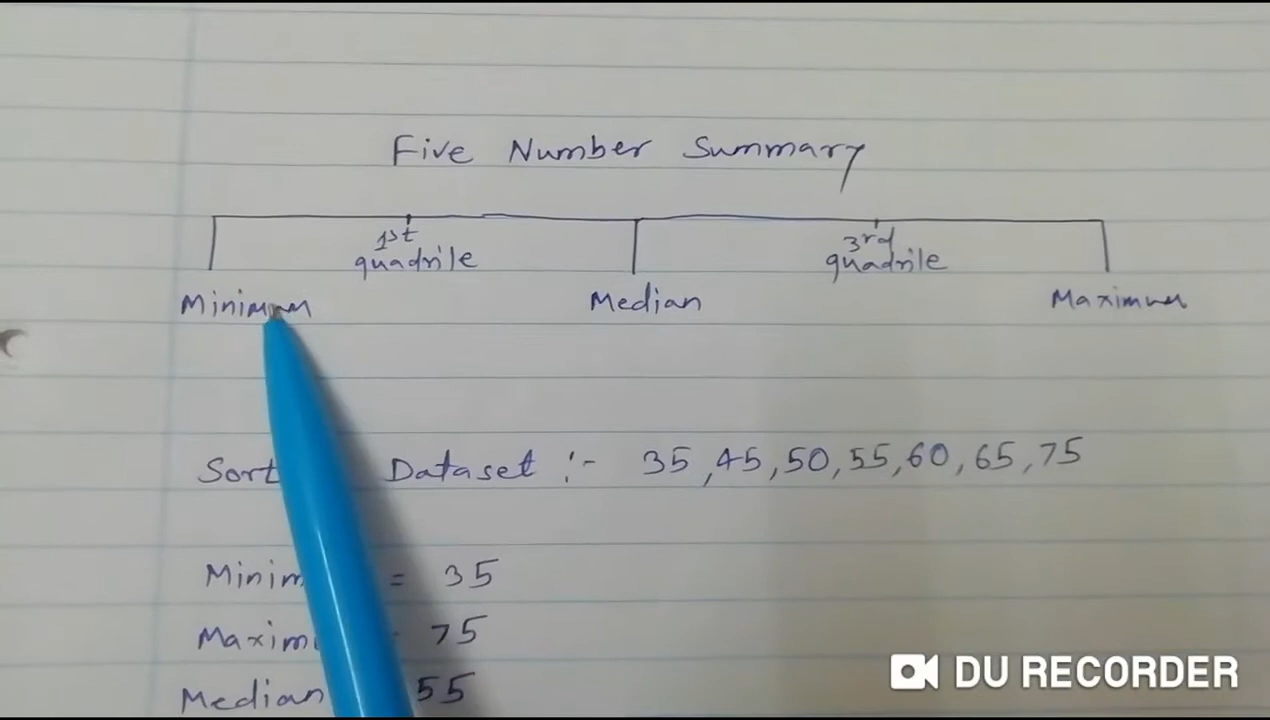 Five Number Summary
1st quadrile
3rd quadrile
Minimum Median Maximum
Dataset :- 35, 45, 50, 55, 60, 65, 75
= 35
75
Median 55
DU RECORDER